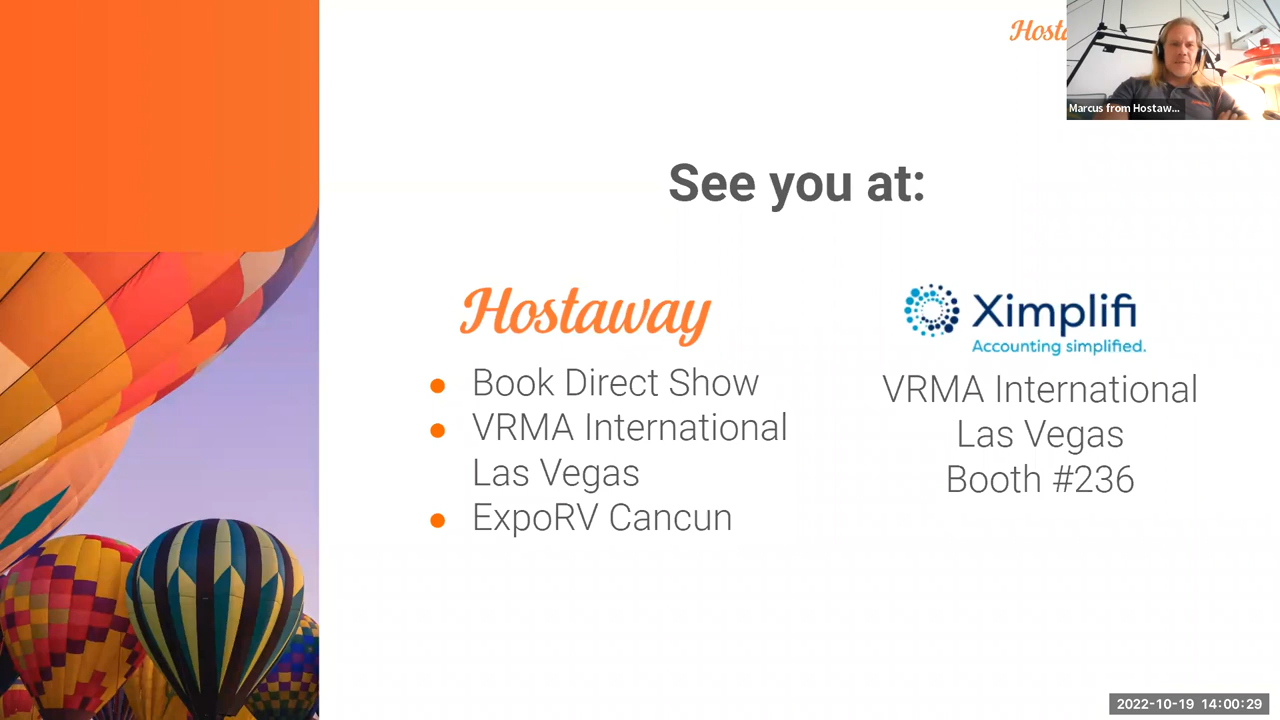 Hosta
Marcus from Hostaw...
See you at:
Hostaway
Book Direct Show
VRMA International
Las Vegas
ExpoRV Cancun
Ximplifi
Accounting simplified.
VRMA International
Las Vegas
Booth #236
2022-10-19 14:00:29